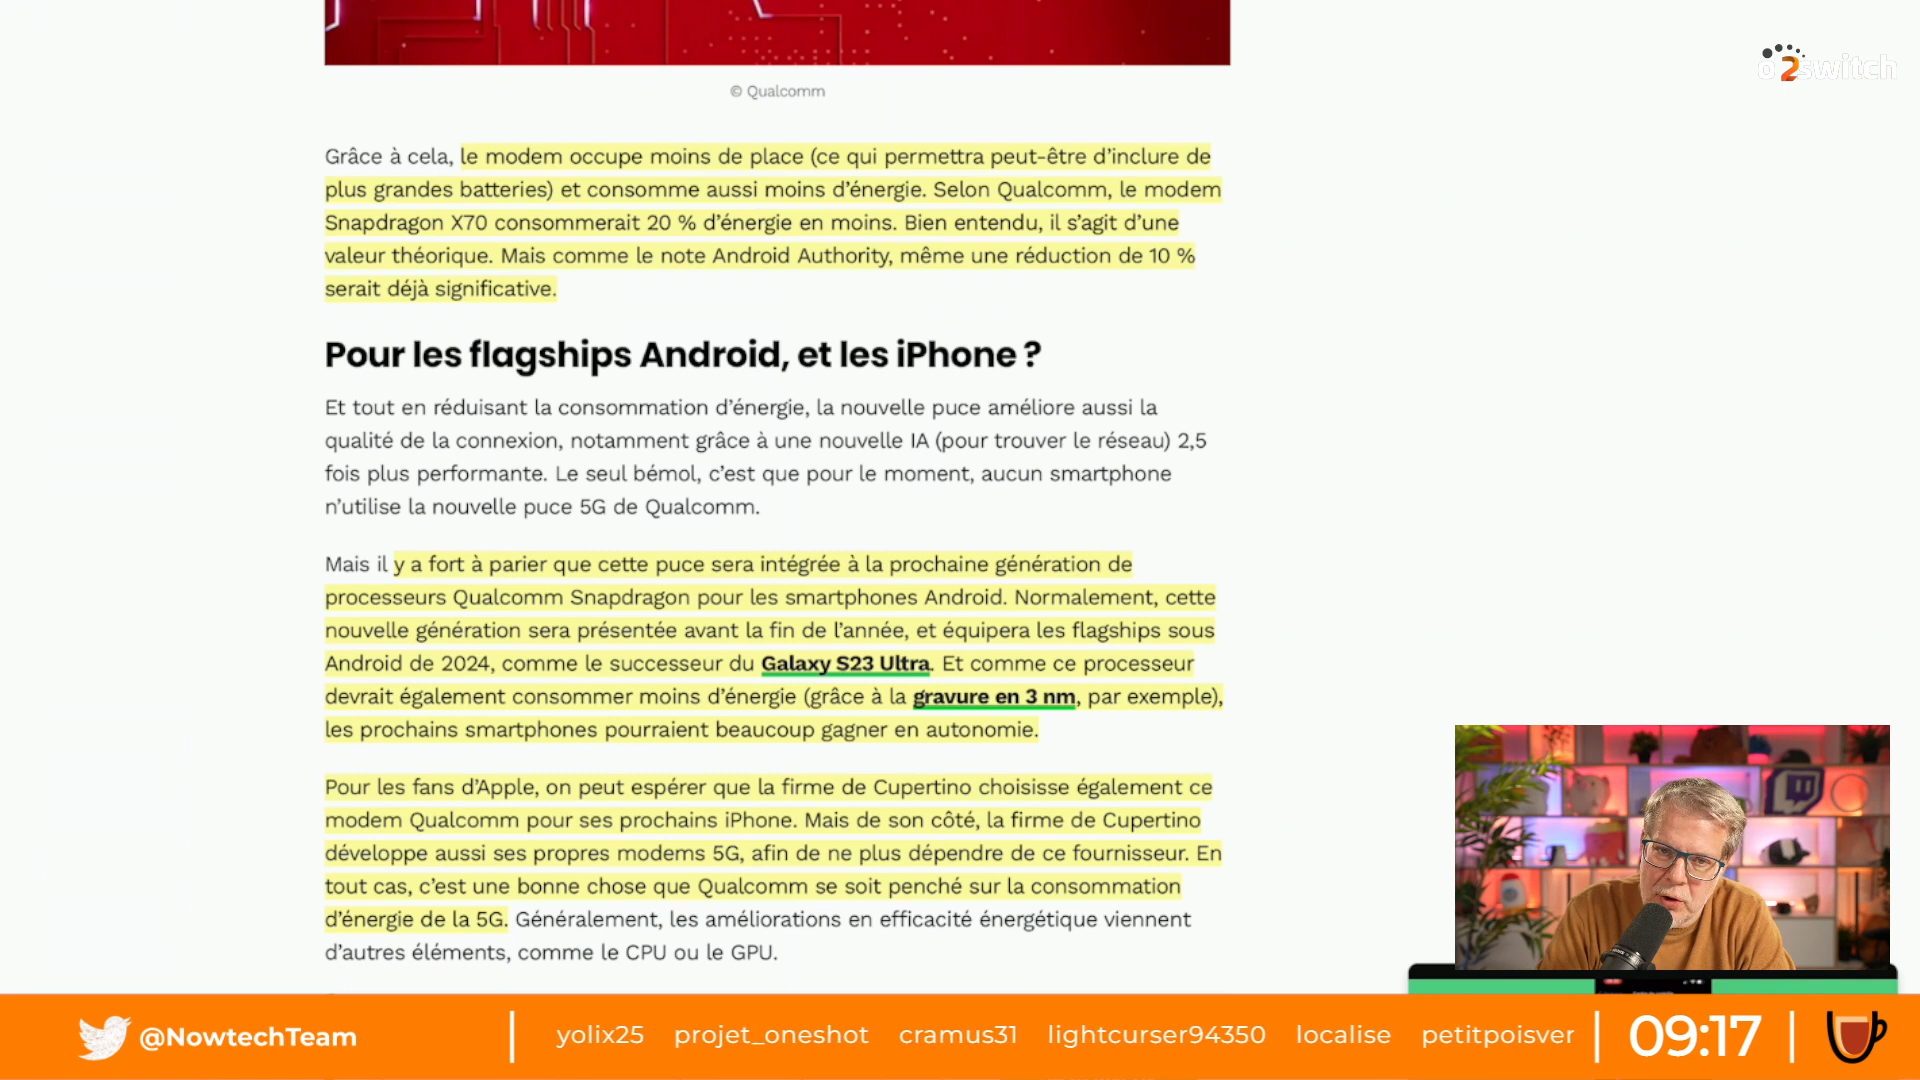 o2switch
© Qualcomm
Grâce à cela, le modem occupe moins de place (ce qui permettra peut-être d’inclure de
plus grandes batteries) et consomme aussi moins d’énergie. Selon Qualcomm, le modem
Snapdragon X70 consommerait 20 % d’énergie en moins. Bien entendu, il s’agit d’une
valeur théorique. Mais comme le note Android Authority, même une réduction de 10 %
serait déjà significative.
Pour les flagships Android, et les iPhone ?
Et tout en réduisant la consommation d’énergie, la nouvelle puce améliore aussi la
qualité de la connexion, notamment grâce à une nouvelle IA (pour trouver le réseau) 2,5
fois plus performante. Le seul bémol, c’est que pour le moment, aucun smartphone
n’utilise la nouvelle puce 5G de Qualcomm.
Mais il y a fort à parier que cette puce sera intégrée à la prochaine génération de
processeurs Qualcomm Snapdragon pour les smartphones Android. Normalement, cette
nouvelle génération sera présentée avant la fin de l’année, et équipera les flagships sous
Android de 2024, comme le successeur du Galaxy S23 Ultra. Et comme ce processeur
devrait également consommer moins d’énergie (grâce à la gravure en 3 nm, par exemple),
les prochains smartphones pourraient beaucoup gagner en autonomie.
Pour les fans d’Apple, on peut espérer que la firme de Cupertino choisisse également ce
modem Qualcomm pour ses prochains iPhone. Mais de son côté, la firme de Cupertino
développe aussi ses propres modems 5G, afin de ne plus dépendre de ce fournisseur. En
tout cas, c’est une bonne chose que Qualcomm se soit penché sur la consommation
d’énergie de la 5G. Généralement, les améliorations en efficacité énergétique viennent
d’autres éléments, comme le CPU ou le GPU.
@NowtechTeam
yolix25 projet_oneshot cramus31 lightcurser94350 localise petitpoisver
09:17